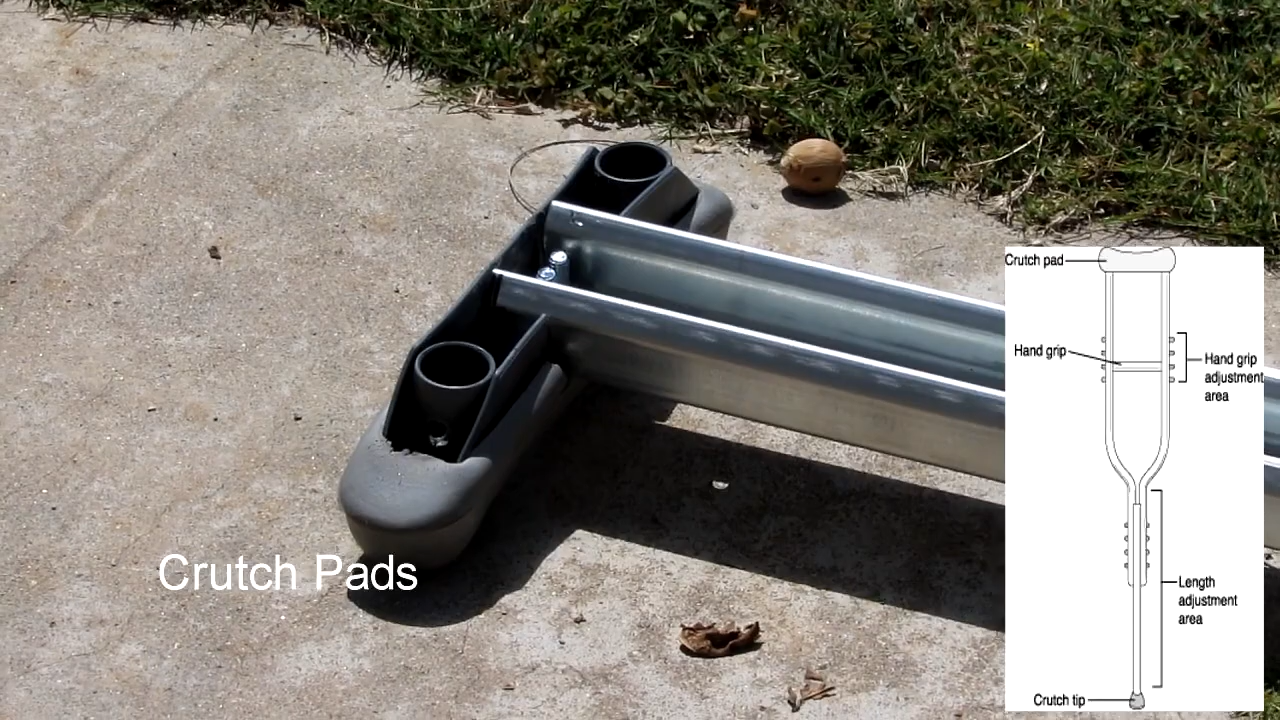 Crutch pad
Hand grip
Hand grip
adjustment
area
Crutch Pads
Length
adjustment
area
Crutch tip